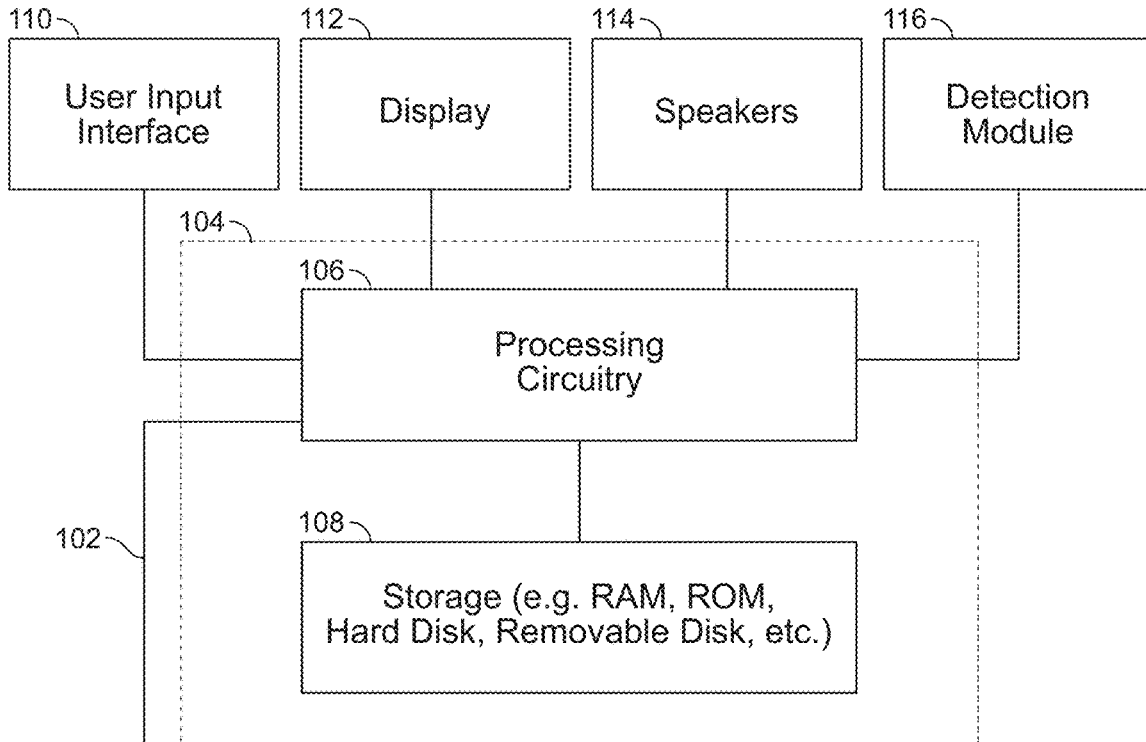 110
112
114
116
User Input
Interface
Display
Speakers
Detection
Module
104
106
Processing
Circuitry
102
108
Storage (e.g. RAM, ROM,
Hard Disk, Removable Disk, etc.)